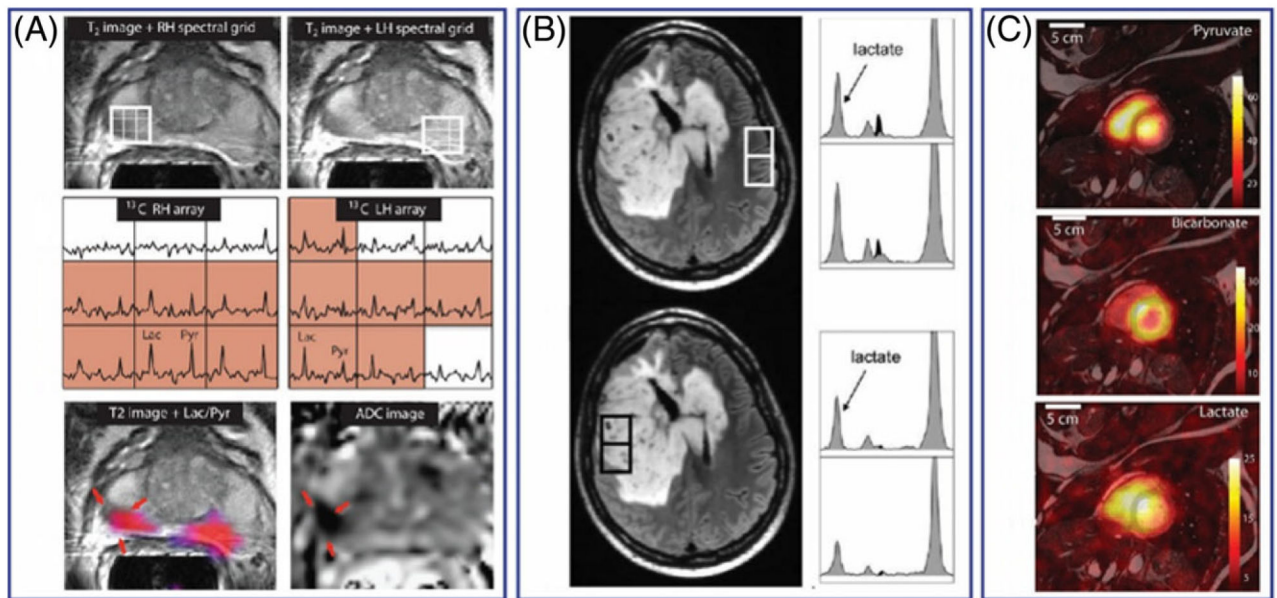 (A)
T2 image + RH spectral grid
T2 image + LH spectral grid
13C RH array
13C LH array
Lac
Pyr
Lac
Pyr
T2 image + Lac/Pyr
ADC image
(B)
lactate
lactate
(C)
5 cm
Pyruvate
60
40
20
5 cm
Bicarbonate
30
20
10
5 cm
Lactate
25
15
5